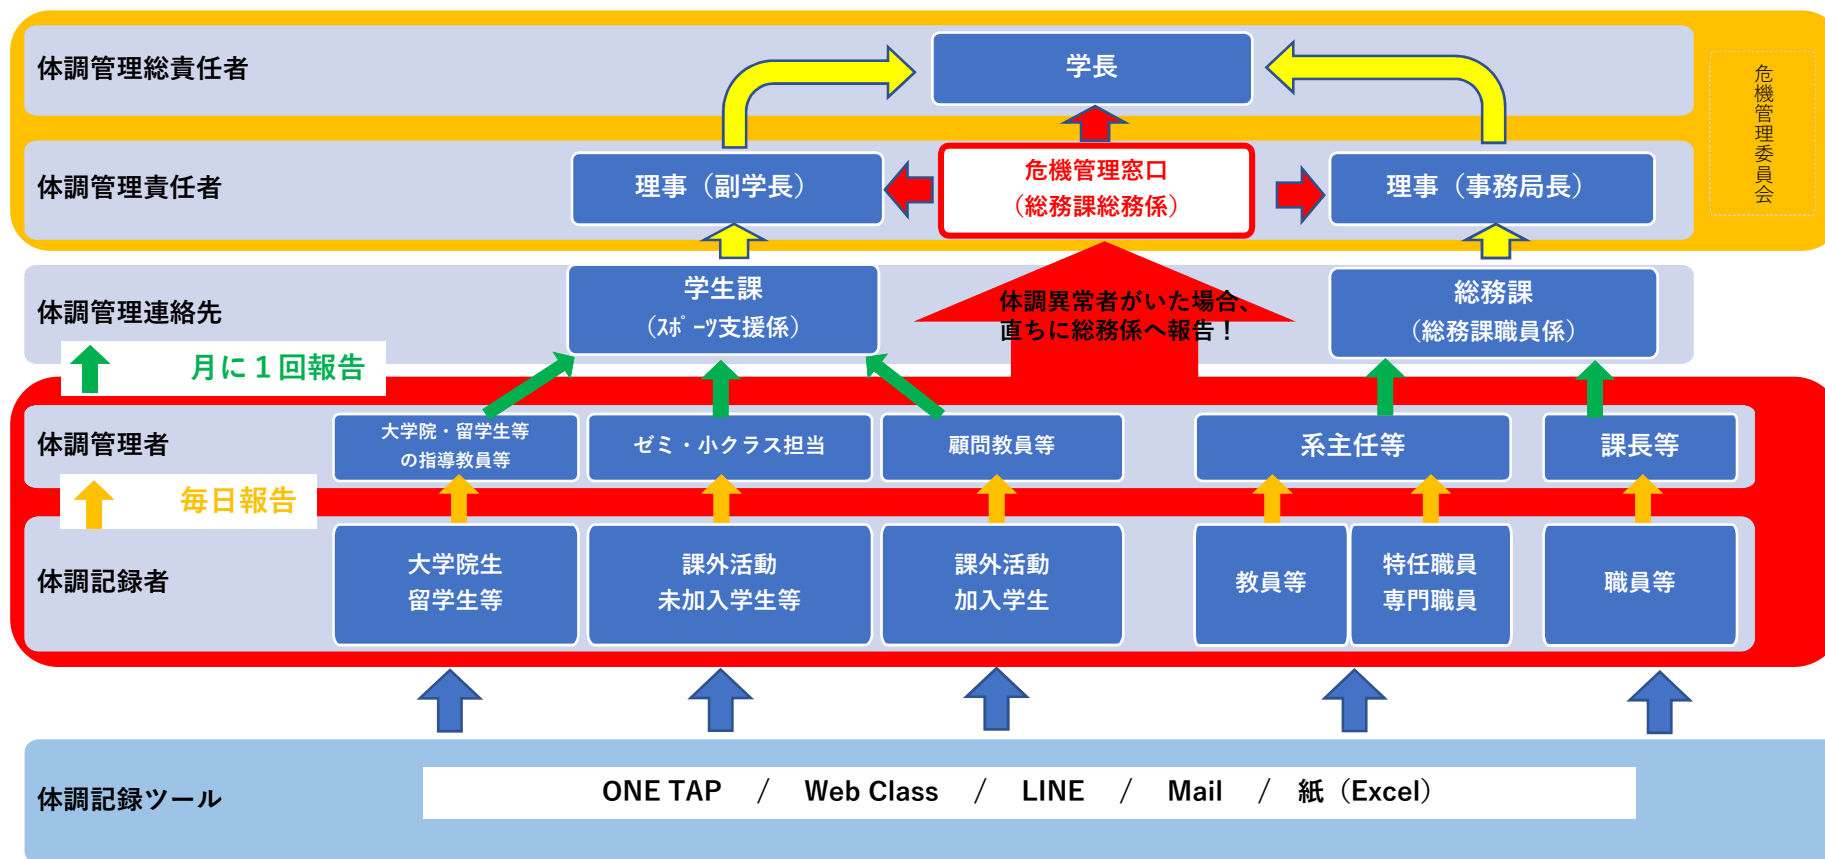 体調管理総責任者
学長
危機管理委員会
体調管理責任者
理事（副学長）
危機管理窓口
（総務課総務係）
理事（事務局長）
体調管理連絡先
学生課
（ｽﾎﾟｰﾂ支援係）
体調異常者がいた場合、
直ちに総務係へ報告！
総務課
（総務課職員係）
月に１回報告
体調管理者
大学院・留学生等
の指導教員等
ゼミ・小クラス担当
顧問教員等
系主任等
課長等
毎日報告
体調記録者
大学院生
留学生等
課外活動
未加入学生等
課外活動
加入学生
教員等
特任職員
専門職員
職員等
体調記録ツール
ONE TAP / Web Class / LINE / Mail / 紙（Excel）